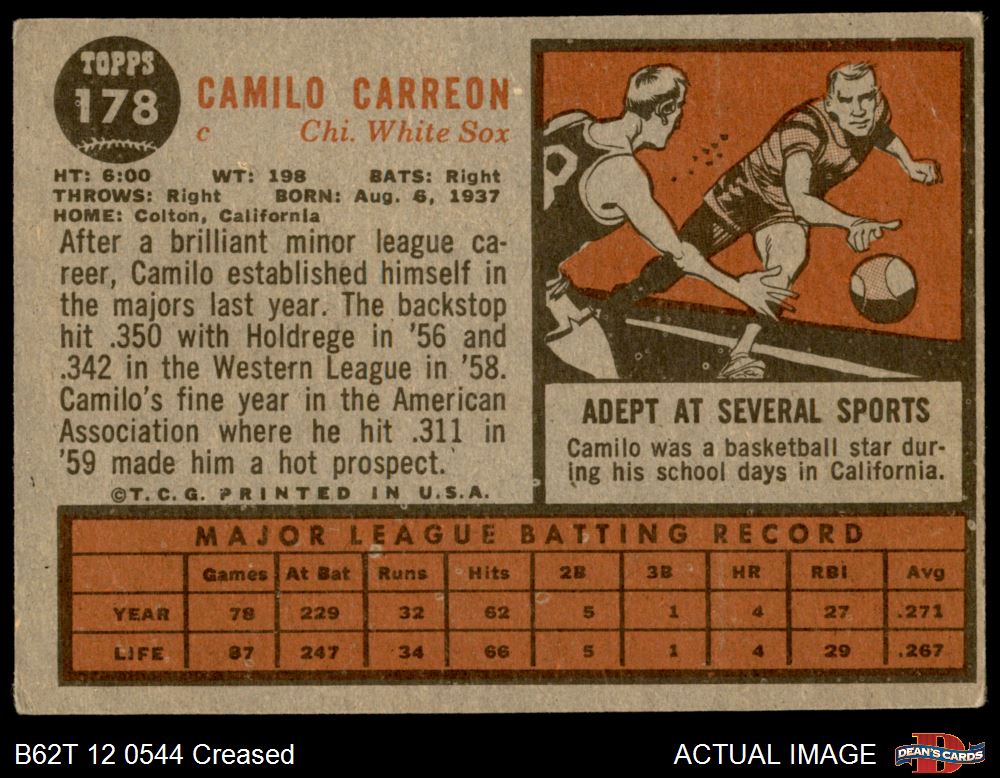 TOPPS
178
CAMILO CARREON
c Chi. White Sox
HT: 6:00 WT: 198 BATS: Right
THROWS: Right BORN: Aug. 6, 1937
HOME: Colton, California
After a brilliant minor league ca-
reer, Camilo established himself in
the majors last year. The backstop
hit .350 with Holdrege in '56 and
.342 in the Western League in '58.
Camilo's fine year in the American
Association where he hit .311 in
'59 made him a hot prospect.
©T.C.G. PRINTED IN U.S.A.
ADEPT AT SEVERAL SPORTS
Camilo was a basketball star dur-
ing his school days in California.
MAJOR LEAGUE BATTING RECORD
Games At Bat Runs Hits 2B 3B HR RBI Avg
YEAR 78 229 32 62 5 1 4 27 .271
LIFE 87 247 34 66 5 1 4 29 .267
B62T 12 0544 Creased
ACTUAL IMAGE
DEAN'S CARDS